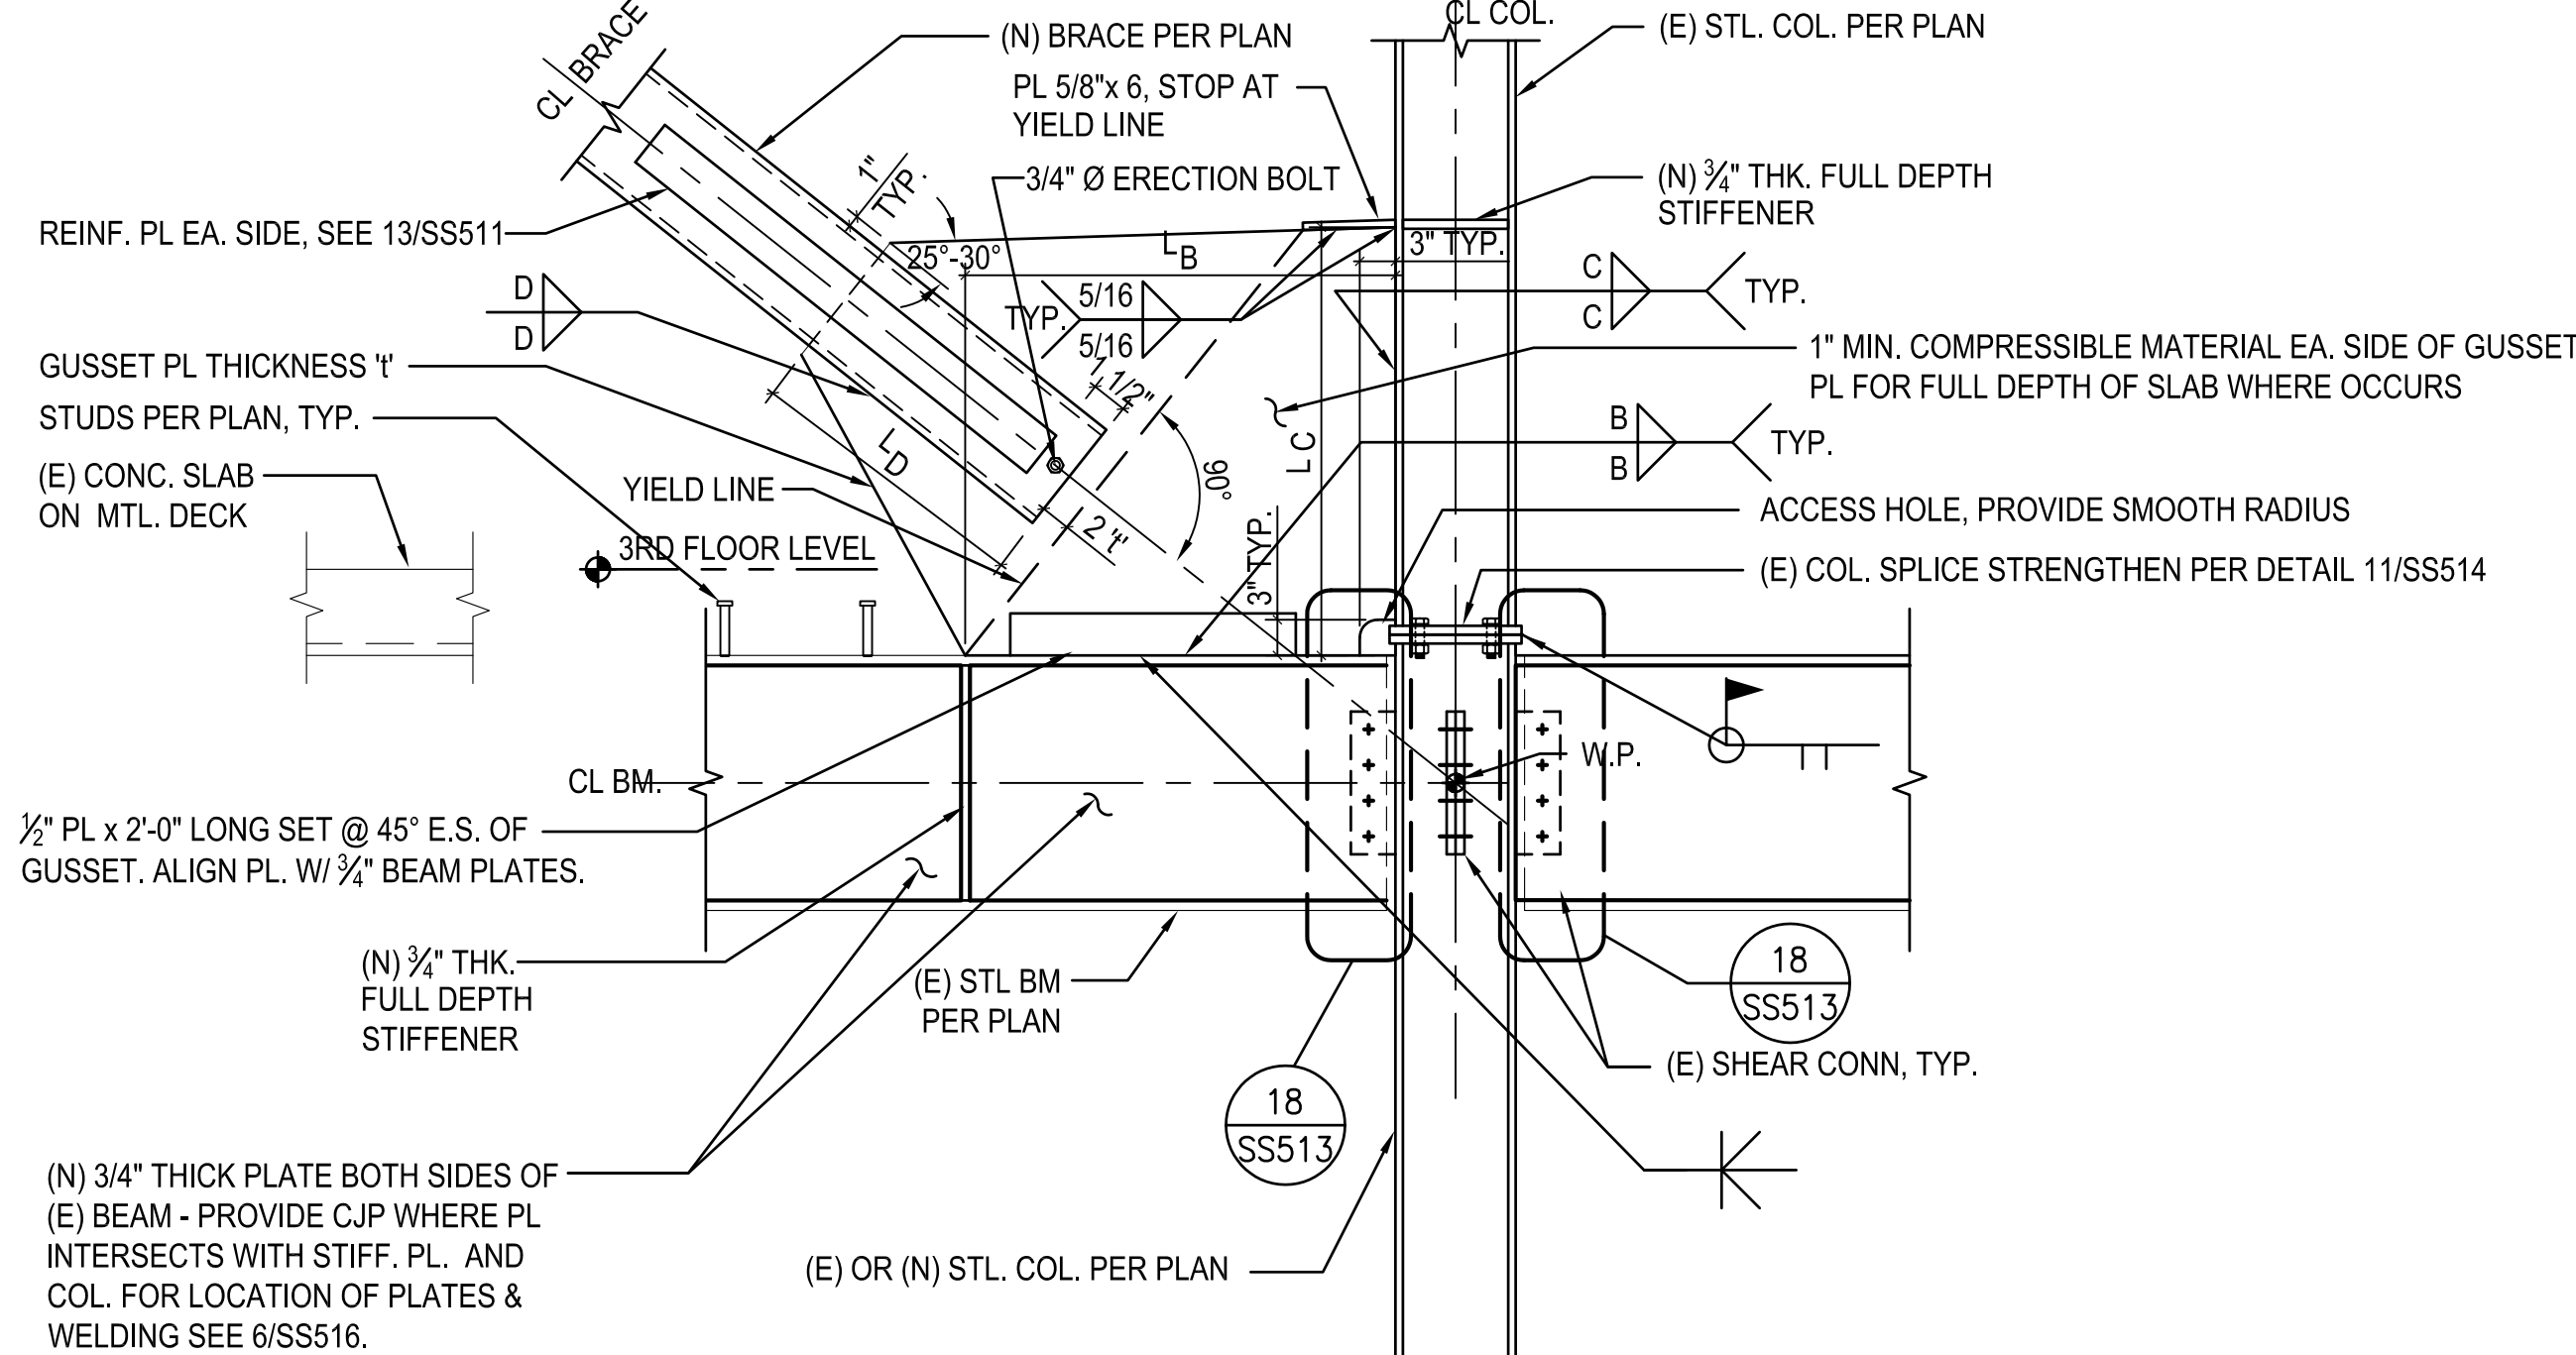 CL COL.
CL BRACE
(N) BRACE PER PLAN
PL 5/8"x 6, STOP AT
YIELD LINE
3/4" Ø ERECTION BOLT
(E) STL. COL. PER PLAN
(N) ¾" THK. FULL DEPTH
STIFFENER
REINF. PL EA. SIDE, SEE 13/SS511
1"
TYP.
25°-30°
LB
3" TYP.
D
D
TYP.
5/16
5/16
C
C
TYP.
GUSSET PL THICKNESS 't'
1" MIN. COMPRESSIBLE MATERIAL EA. SIDE OF GUSSET
PL FOR FULL DEPTH OF SLAB WHERE OCCURS
STUDS PER PLAN, TYP.
1 1/2"
LD
L C
90°
B
B
TYP.
(E) CONC. SLAB
ON MTL. DECK
YIELD LINE
2 't'
3" TYP.
ACCESS HOLE, PROVIDE SMOOTH RADIUS
3RD FLOOR LEVEL
(E) COL. SPLICE STRENGTHEN PER DETAIL 11/SS514
CL BM.
W.P.
½" PL x 2'-0" LONG SET @ 45° E.S. OF
GUSSET. ALIGN PL. W/ ¾" BEAM PLATES.
(N) ¾" THK.
FULL DEPTH
STIFFENER
(E) STL BM
PER PLAN
18
SS513
(E) SHEAR CONN, TYP.
18
SS513
(N) 3/4" THICK PLATE BOTH SIDES OF
(E) BEAM - PROVIDE CJP WHERE PL
INTERSECTS WITH STIFF. PL. AND
COL. FOR LOCATION OF PLATES &
WELDING SEE 6/SS516.
(E) OR (N) STL. COL. PER PLAN